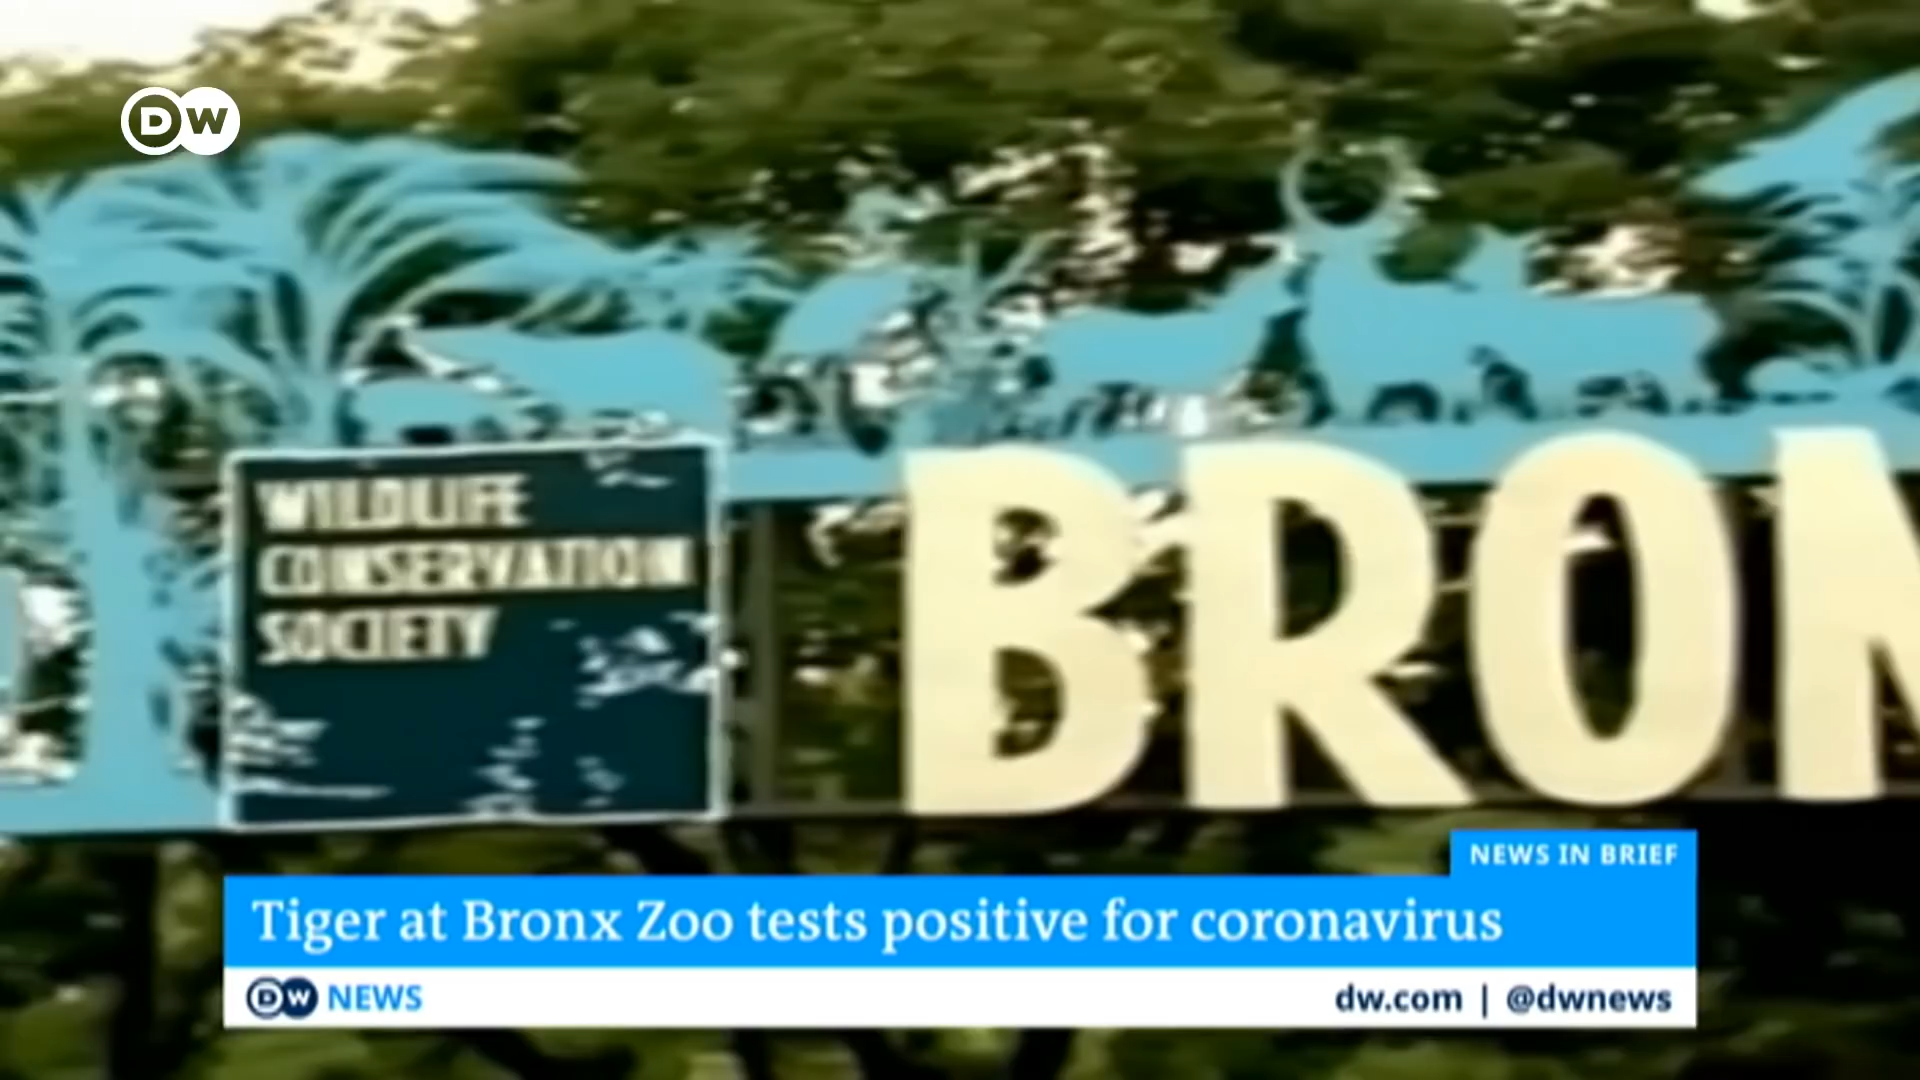 DW
WILDLIFE
CONSERVATION
SOCIETY
BRON
NEWS IN BRIEF
Tiger at Bronx Zoo tests positive for coronavirus
DW NEWS
dw.com | @dwnews